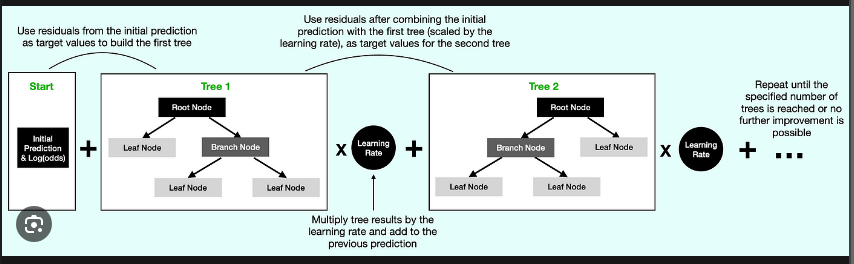 Use residuals from the initial prediction
as target values to build the first tree
Use residuals after combining the initial
prediction with the first tree (scaled by the
learning rate), as target values for the second tree
Start
Initial
Prediction
& Log(odds)
+
Tree 1
Root Node
Leaf Node
Branch Node
Leaf Node
Leaf Node
x
Learning
Rate
+
Multiply tree results by the
learning rate and add to the
previous prediction
Tree 2
Root Node
Branch Node
Leaf Node
Leaf Node
Leaf Node
x
Learning
Rate
+
...
Repeat until the
specified number of
trees is reached or no
further improvement is
possible